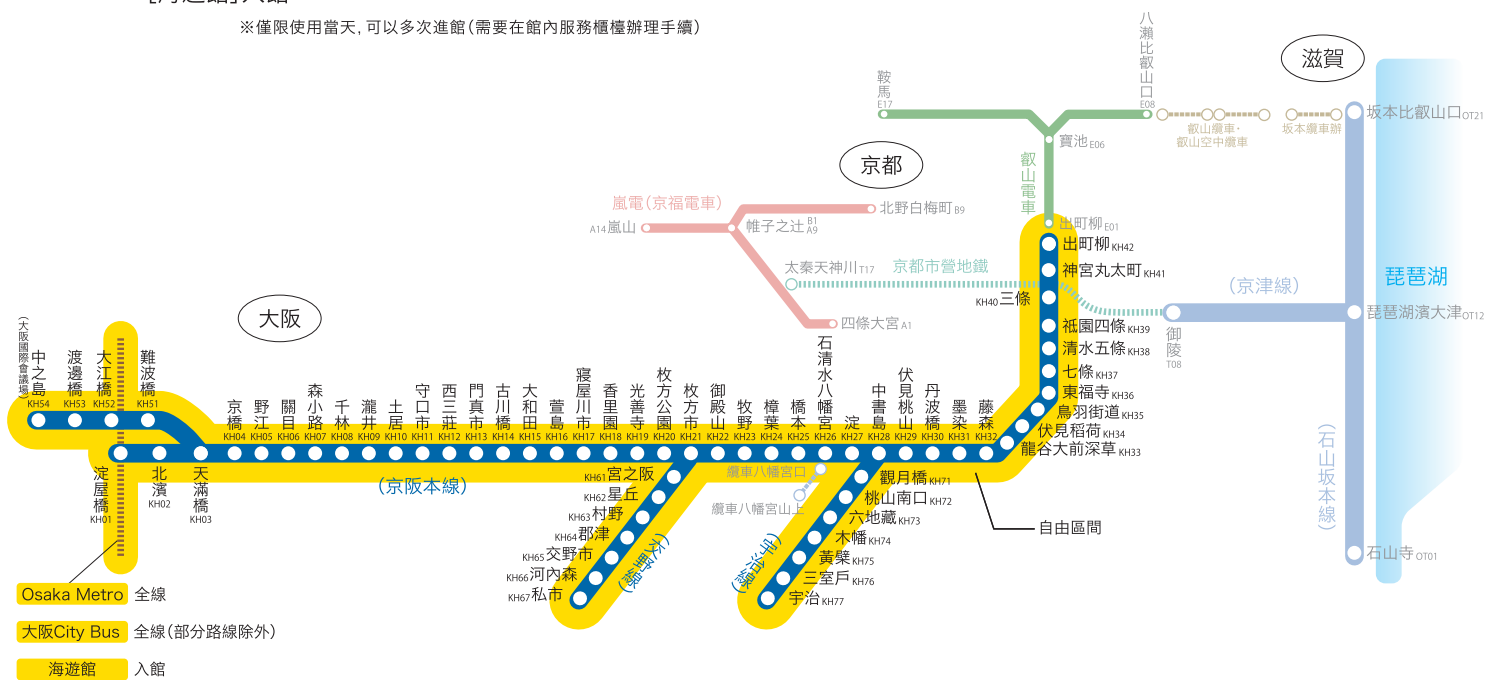 ※僅限使用當天, 可以多次進館(需要在館內服務櫃檯辦理手續)
滋賀
京都
大阪
琵琶湖
鞍馬 E17
八瀨比叡山口 E08
叡山纜車・
叡山空中纜車
坂本纜車辦
坂本比叡山口 OT21
寶池 E06
叡山電車
出町柳 E01
嵐電(京福電車)
A14 嵐山
帷子之辻 B1 A9
北野白梅町 B9
太秦天神川 T17
京都市營地鐵
四條大宮 A1
(京津線)
御陵 T08
琵琶湖濱大津 OT12
(石山坂本線)
石山寺 OT01
出町柳 KH42
神宮丸太町 KH41
KH40 三條
祇園四條 KH39
清水五條 KH38
七條 KH37
東福寺 KH36
鳥羽街道 KH35
伏見稻荷 KH34
龍谷大前深草 KH33
(大阪國際會議場)
中之島 KH54
渡邊橋 KH53
大江橋 KH52
難波橋 KH51
淀屋橋 KH01
北濱 KH02
天滿橋 KH03
京橋 KH04
野江 KH05
關目 KH06
森小路 KH07
千林 KH08
瀧井 KH09
土居 KH10
守口市 KH11
西三莊 KH12
門真市 KH13
古川橋 KH14
大和田 KH15
萱島 KH16
寢屋川市 KH17
香里園 KH18
光善寺 KH19
枚方公園 KH20
枚方市 KH21
御殿山 KH22
牧野 KH23
樟葉 KH24
橋本 KH25
石清水八幡宮 KH26
淀 KH27
中書島 KH28
伏見桃山 KH29
丹波橋 KH30
墨染 KH31
藤森 KH32
(京阪本線)
KH61 宮之阪
KH62 星丘
KH63 村野
KH64 郡津
KH65 交野市
KH66 河內森
KH67 私市
(交野線)
纜車八幡宮口
纜車八幡宮山上
觀月橋 KH71
桃山南口 KH72
六地藏 KH73
木幡 KH74
黃檗 KH75
三室戶 KH76
宇治 KH77
(宇治線)
自由區間
Osaka Metro 全線
大阪City Bus 全線(部分路線除外)
海遊館 入館